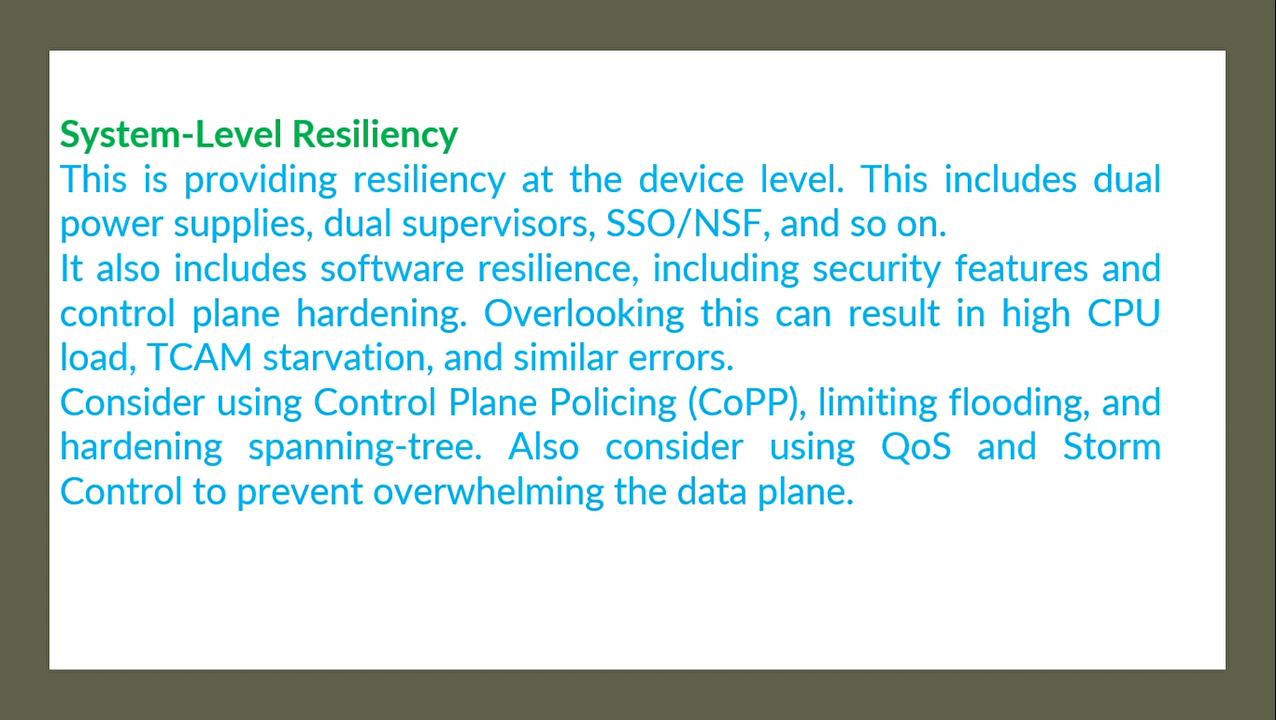 System-Level Resiliency
This is providing resiliency at the device level. This includes dual
power supplies, dual supervisors, SSO/NSF, and so on.
It also includes software resilience, including security features and
control plane hardening. Overlooking this can result in high CPU
load, TCAM starvation, and similar errors.
Consider using Control Plane Policing (CoPP), limiting flooding, and
hardening spanning-tree. Also consider using QoS and Storm
Control to prevent overwhelming the data plane.